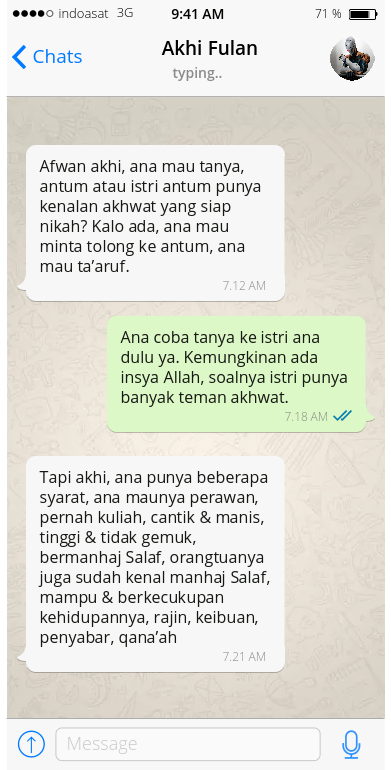 indoasat 3G 9:41 AM 71 %
Chats
Akhi Fulan
typing..
Afwan akhi, ana mau tanya,
antum atau istri antum punya
kenalan akhwat yang siap
nikah? Kalo ada, ana mau
minta tolong ke antum, ana
mau ta’aruf.
7.12 AM
Ana coba tanya ke istri ana
dulu ya. Kemungkinan ada
insya Allah, soalnya istri punya
banyak teman akhwat.
7.18 AM
Tapi akhi, ana punya beberapa
syarat, ana maunya perawan,
pernah kuliah, cantik & manis,
tinggi & tidak gemuk,
bermanhaj Salaf, orangtuanya
juga sudah kenal manhaj Salaf,
mampu & berkecukupan
kehidupannya, rajin, keibuan,
penyabar, qana’ah
7.21 AM
Message